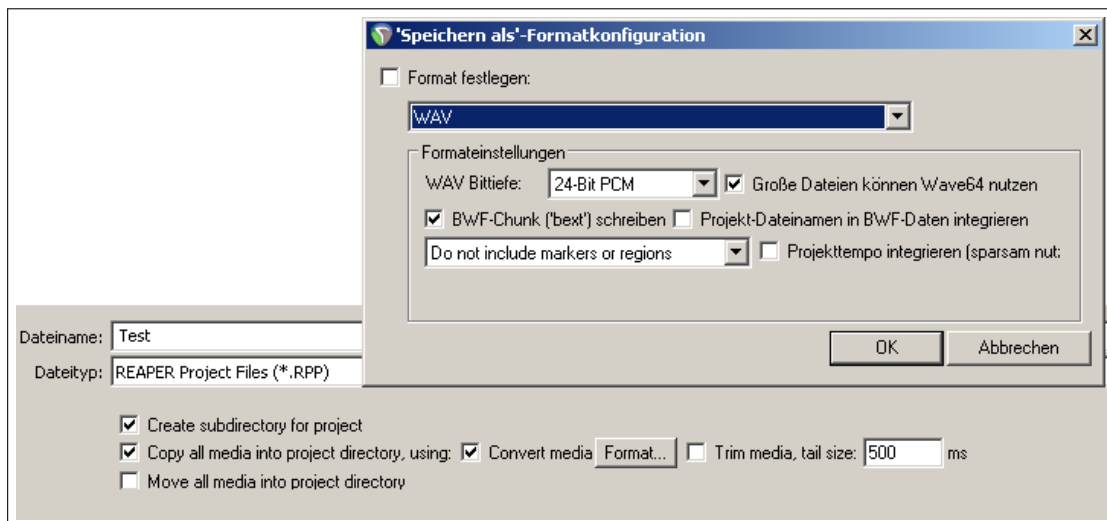 'Speichern als'-Formatkonfiguration
Format festlegen:
WAV
Formateinstellungen
WAV Bittiefe: 24-Bit PCM Große Dateien können Wave64 nutzen
BWF-Chunk ('bext') schreiben Projekt-Dateinamen in BWF-Daten integrieren
Do not include markers or regions Projekttempo integrieren (sparsam nut:
OK Abbrechen
Dateiname: Test
Dateityp: REAPER Project Files (*.RPP)
Create subdirectory for project
Copy all media into project directory, using: Convert media Format... Trim media, tail size: 500 ms
Move all media into project directory